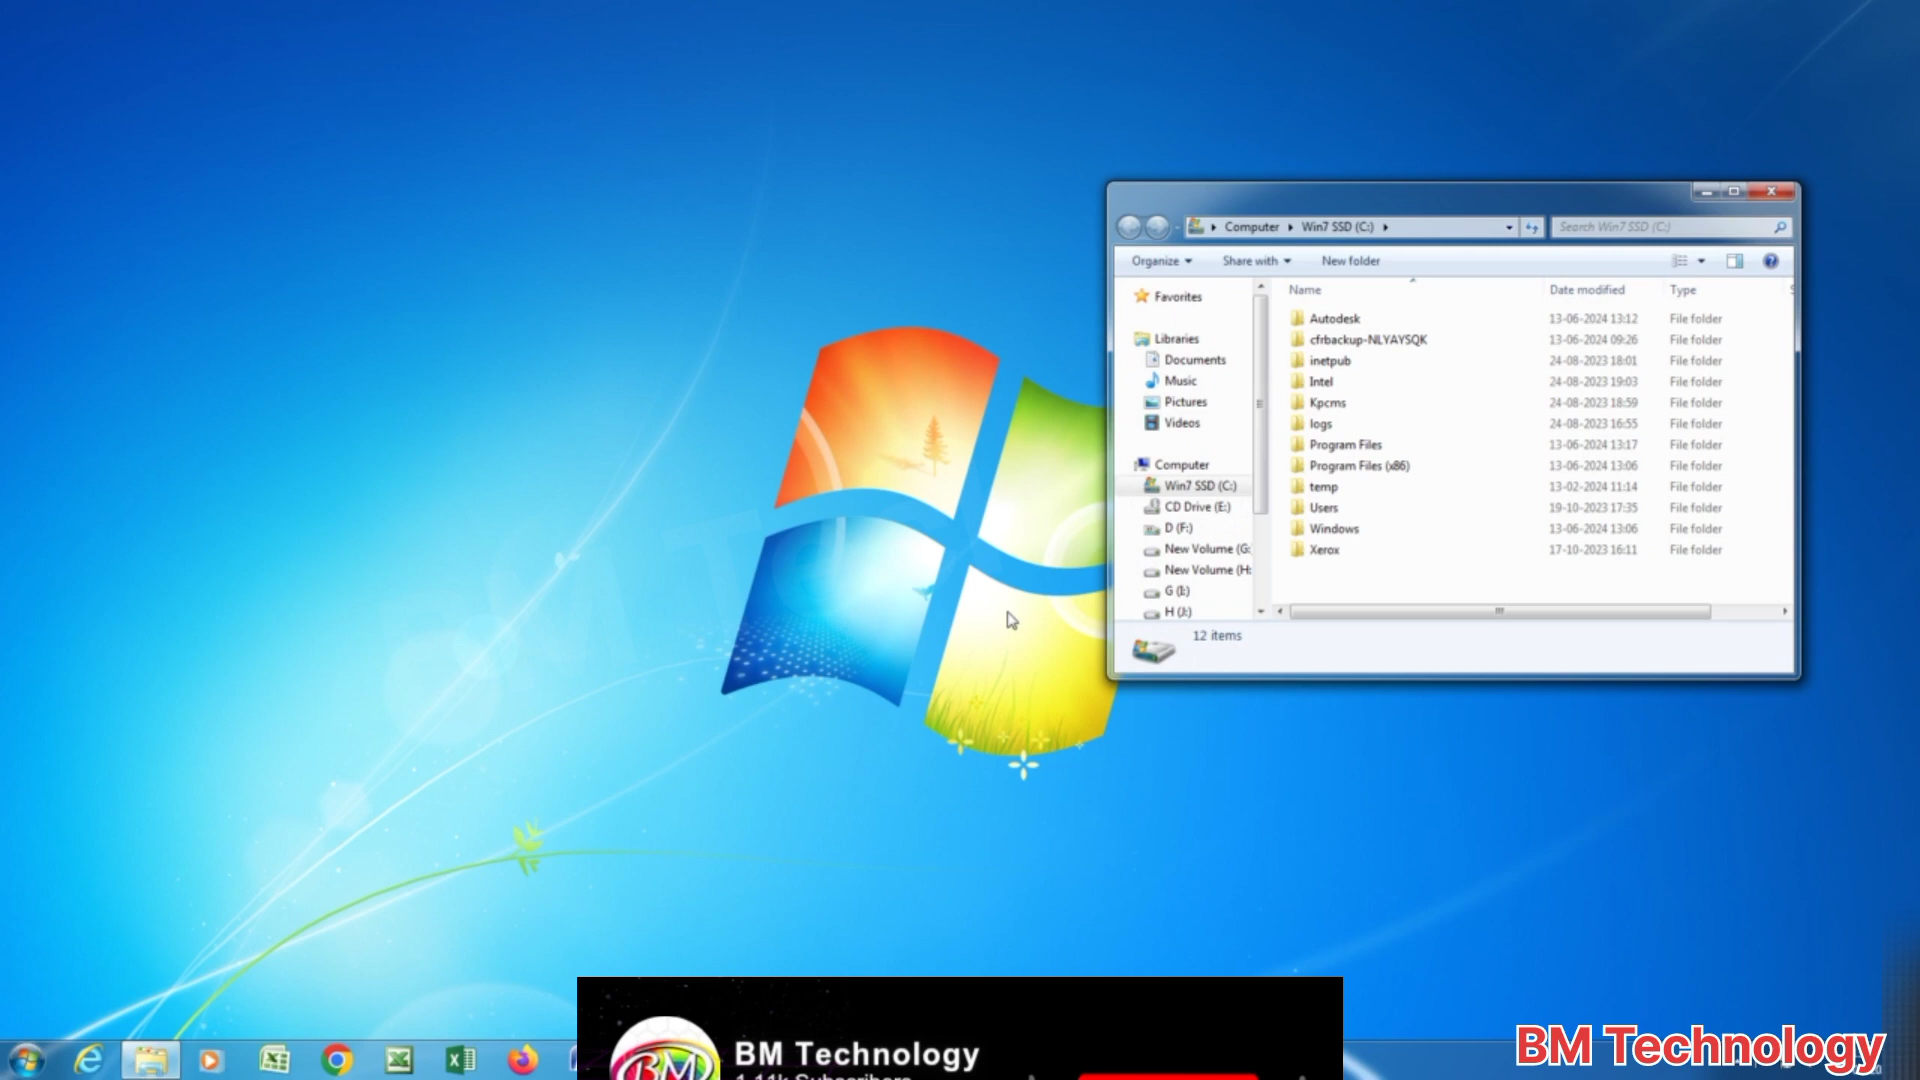 Computer Win7 SSD (C:)
Search Win7 SSD (C:)
Organize Share with New folder
Name Date modified Type
Favorites
Libraries
Documents
Music
Pictures
Videos
Computer
Win7 SSD (C:)
CD Drive (E:)
D (F:)
New Volume (G:
New Volume (H:
G (I:)
H (J:)
Autodesk 13-06-2024 13:12 File folder
cfrbackup-NLYAYSQK 13-06-2024 09:26 File folder
inetpub 24-08-2023 18:01 File folder
Intel 24-08-2023 19:03 File folder
Kpcms 24-08-2023 18:59 File folder
logs 24-08-2023 16:55 File folder
Program Files 13-06-2024 13:17 File folder
Program Files (x86) 13-06-2024 13:06 File folder
temp 13-02-2024 11:14 File folder
Users 19-10-2023 17:35 File folder
Windows 13-06-2024 13:06 File folder
Xerox 17-10-2023 16:11 File folder
12 items
BM
BM Technology
1.11k Subscribers
BM Technology